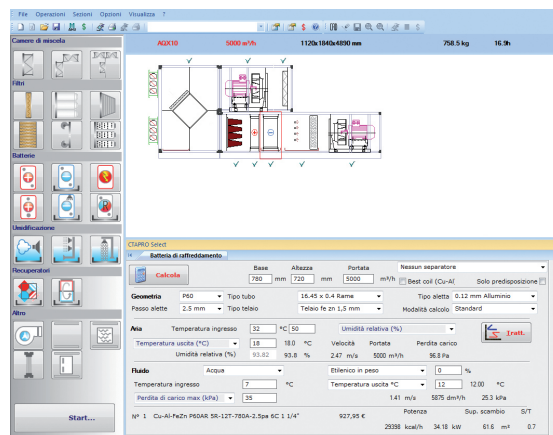 File Operazioni Sezioni Opzioni Visualizza ?
Camere di miscela
AQX10 5000 m³/h 1120x1840x4890 mm 758.5 kg 16.9h
Filtri
Batterie
Umidificazione
Recuperatori
Altro
Start...
CTAPRO Select
Batteria di raffreddamento
Calcola
Base Altezza Portata
780 mm 720 mm 5000 m³/h
Nessun separatore
Best coil (Cu-Al) Solo predisposizione
Geometria P60 Tipo tubo 16.45 x 0.4 Rame Tipo aletta 0.12 mm Alluminio
Passo alette 2.5 mm Tipo telaio Telaio fe zn 1,5 mm Modalità calcolo Standard
Aria Temperatura ingresso 32 °C 50 Umidità relativa (%)
Tratt.
Temperatura uscita (°C) 18 18.0 °C Velocità Portata Perdita carico
Umidità relativa (%) 93.82 93.8 % 2.47 m/s 5000 m³/h 96.8 Pa
Fluido Acqua Etilenico in peso 0 %
Temperatura ingresso 7 °C Temperatura uscita °C 12 12.00 °C
Perdita di carico max (kPa) 35 1.41 m/s 5875 dm³/h 25.3 kPa
N° 1 Cu-Al-FeZn P60AR 5R-12T-780A-2.5pa 6C 1 1/4" 927,95 €
Potenza Sup. scambio S/T
29398 kcal/h 34.18 kW 61.6 m² 0.7